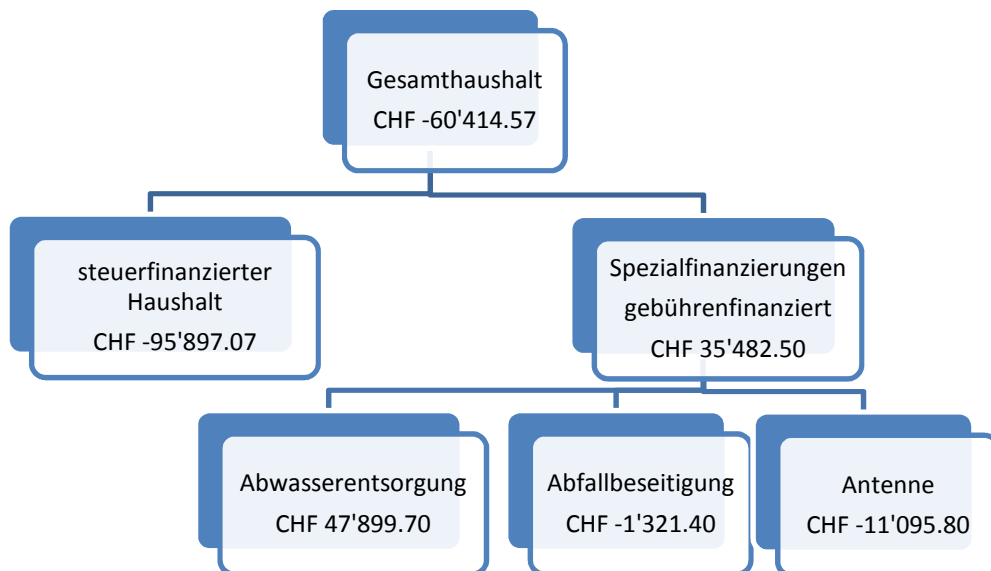 Gesamthaushalt
CHF -60'414.57
steuerfinanzierter
Haushalt
CHF -95'897.07
Spezialfinanzierungen
gebührenfinanziert
CHF 35'482.50
Abwasserentsorgung
CHF 47'899.70
Abfallbeseitigung
CHF -1'321.40
Antenne
CHF -11'095.80